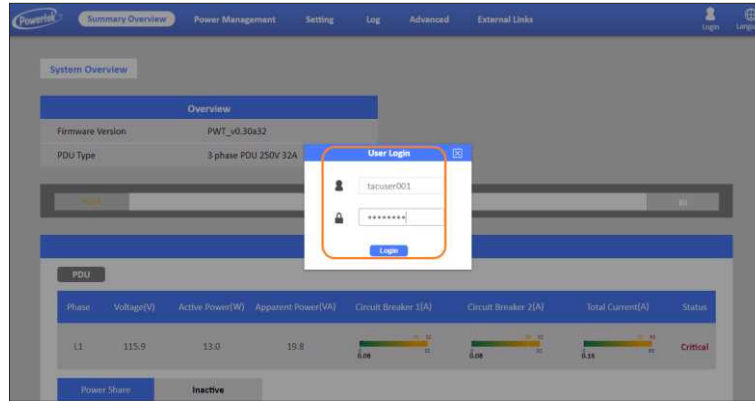 Powertek
Summary Overview
Power Management
Setting
Log
Advanced
External Links
Login
System Overview
Overview
Firmware Version PWT_v0.30a32
PDU Type 3 phase PDU 250V 32A
User Login
tacuser001
••••••••
Login
PDU
Phase Voltage(V) Active Power(W) Apparent Power(VA) Circuit Breaker 1(A) Circuit Breaker 2(A) Total Current(A) Status
L1 115.9 13.0 19.8 0.08 0.08 0.16 Critical
Power Share Inactive